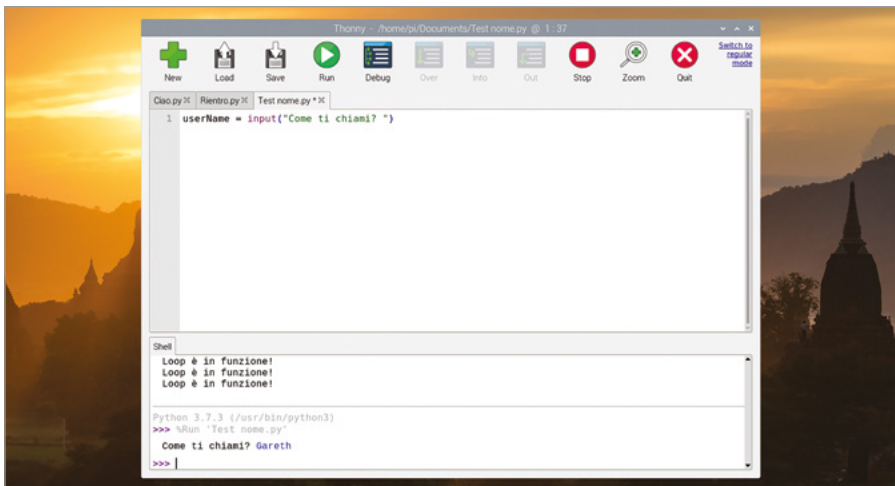 Thonny - /home/pi/Documents/Test nome.py @ 1 : 37
New Load Save Run Debug Over Into Out Stop Zoom Quit
Switch to
regular
mode
Ciao.py Rientro.py Test nome.py *
1 userName = input("Come ti chiami? ")
Shell
Loop è in funzione!
Loop è in funzione!
Loop è in funzione!
Python 3.7.3 (/usr/bin/python3)
>>> %Run 'Test nome.py'
Come ti chiami? Gareth
>>>